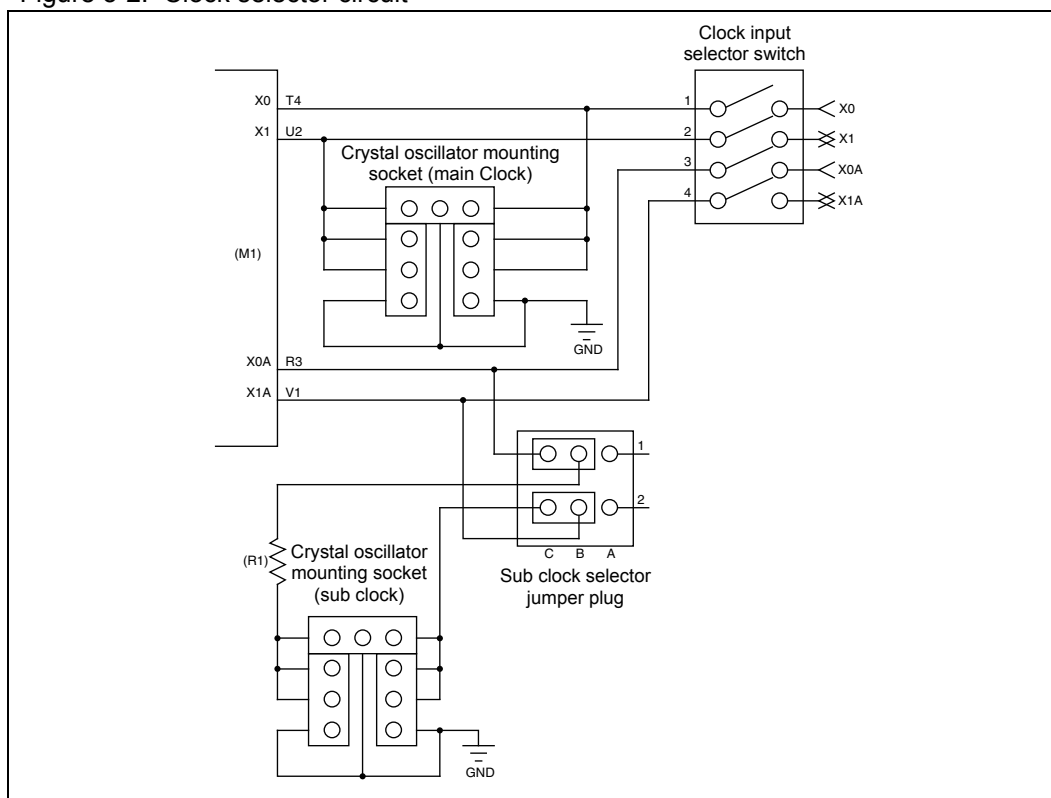 Figure 3-2. Clock selector circuit
Clock input
selector switch
X0 T4
1
X0
X1 U2
2
X1
Crystal oscillator mounting
socket (main Clock)
3
X0A
4
X1A
(M1)
GND
X0A R3
X1A V1
1
2
C B A
Sub clock selector
jumper plug
(R1)
Crystal oscillator
mounting socket
(sub clock)
GND